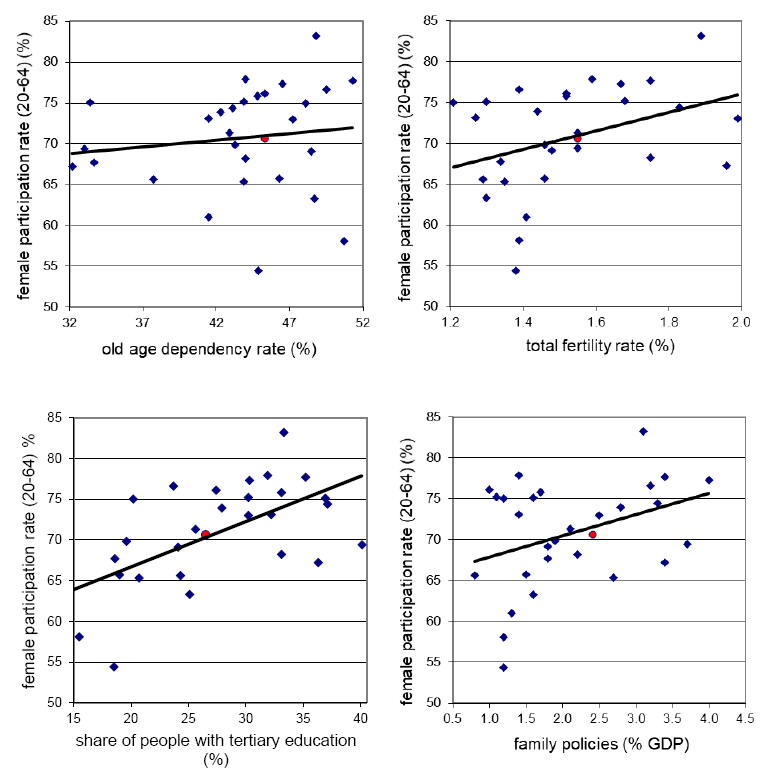 female participation rate (20-64) (%)
85
80
75
70
65
60
55
50
32 37 42 47 52
old age dependency rate (%)
female participation rate (20-64) (%)
85
80
75
70
65
60
55
50
1.2 1.4 1.6 1.8 2.0
total fertility rate (%)
female participation rate (20-64) %
85
80
75
70
65
60
55
50
15 20 25 30 35 40
share of people with tertiary education
(%)
female participation rate (20-64) (%)
85
80
75
70
65
60
55
50
0.5 1.0 1.5 2.0 2.5 3.0 3.5 4.0 4.5
family policies (% GDP)